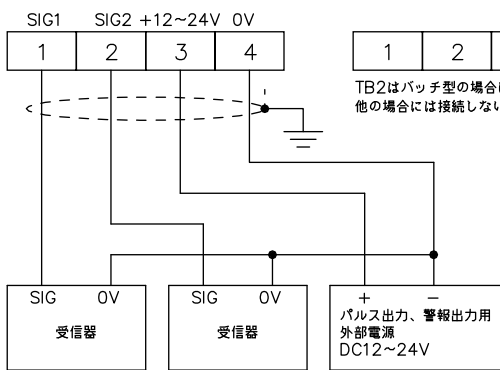 SIG1 SIG2 +12~24V 0V
1 2 3 4
1 2
TB2はバッチ型の場合
他の場合には接続しない
SIG 0V
受信器
SIG 0V
受信器
+ -
パルス出力、警報出力用
外部電源
DC12~24V